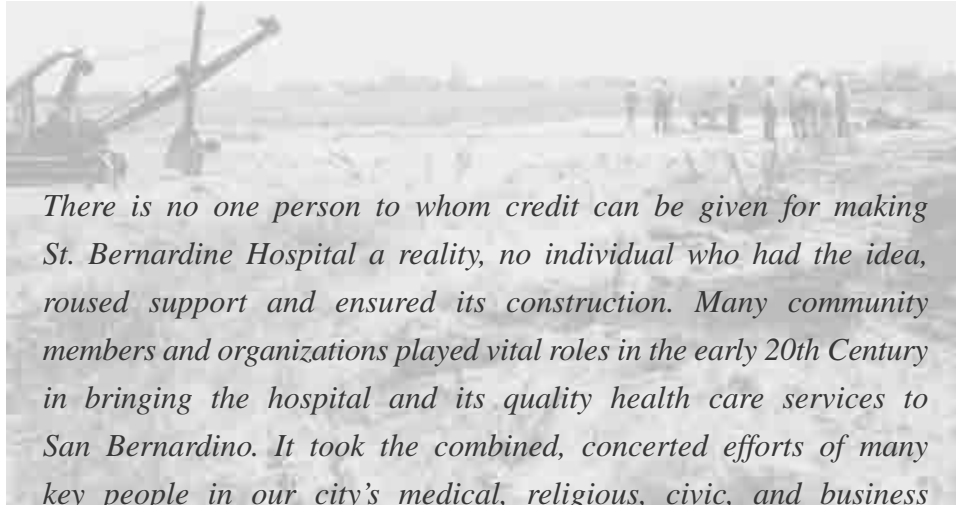 There is no one person to whom credit can be given for making
St. Bernardine Hospital a reality, no individual who had the idea,
roused support and ensured its construction. Many community
members and organizations played vital roles in the early 20th Century
in bringing the hospital and its quality health care services to
San Bernardino. It took the combined, concerted efforts of many
key people in our city's medical, religious, civic, and business